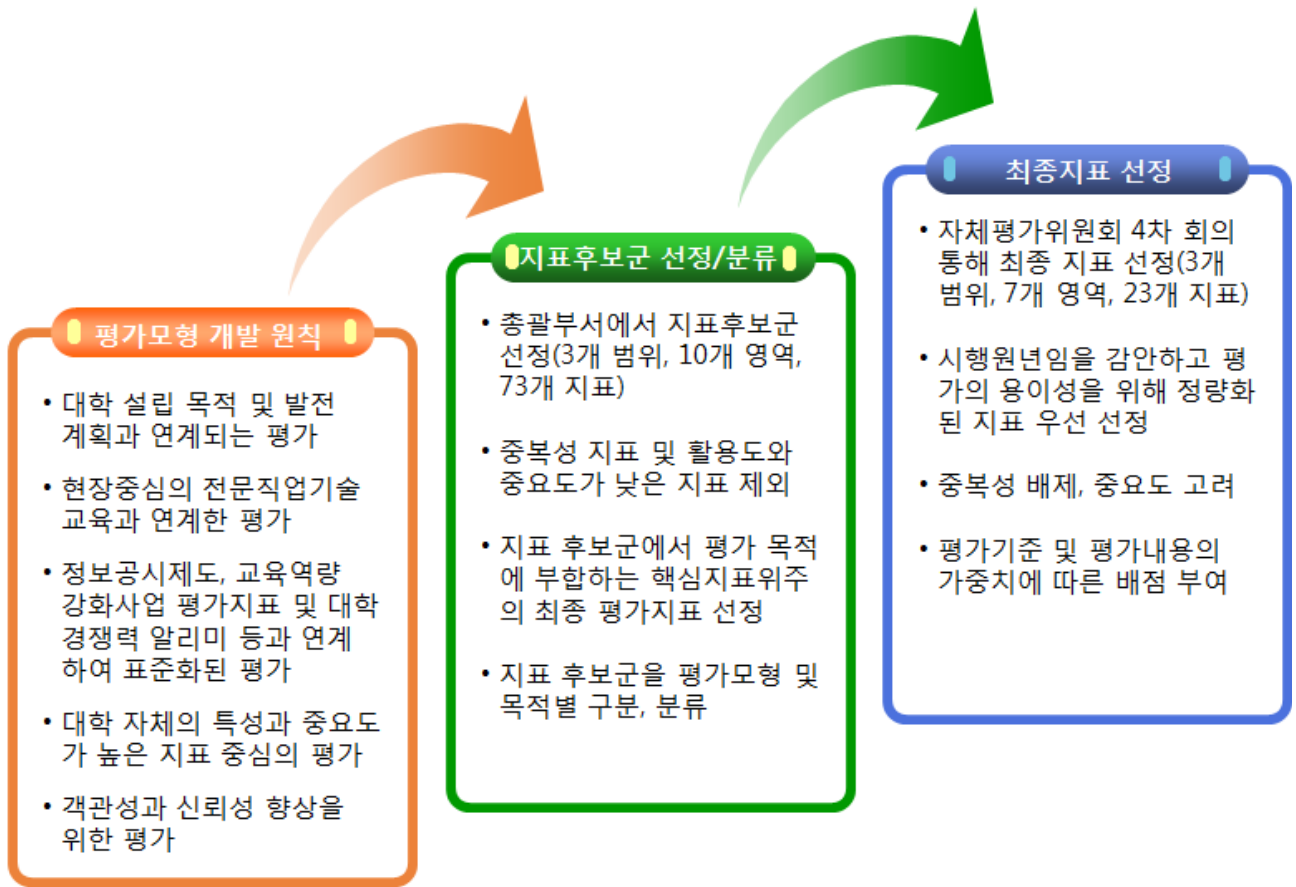 평가모형 개발 원칙
• 대학 설립 목적 및 발전
계획과 연계되는 평가
• 현장중심의 전문직업기술
교육과 연계한 평가
• 정보공시제도, 교육역량
강화사업 평가지표 및 대학
경쟁력 알리미 등과 연계
하여 표준화된 평가
• 대학 자체의 특성과 중요도
가 높은 지표 중심의 평가
• 객관성과 신뢰성 향상을
위한 평가
지표후보군 선정/분류
• 총괄부서에서 지표후보군
선정(3개 범위, 10개 영역,
73개 지표)
• 중복성 지표 및 활용도와
중요도가 낮은 지표 제외
• 지표 후보군에서 평가 목적
에 부합하는 핵심지표위주
의 최종 평가지표 선정
• 지표 후보군을 평가모형 및
목적별 구분, 분류
최종지표 선정
• 자체평가위원회 4차 회의
통해 최종 지표 선정(3개
범위, 7개 영역, 23개 지표)
• 시행원년임을 감안하고 평
가의 용이성을 위해 정량화
된 지표 우선 선정
• 중복성 배제, 중요도 고려
• 평가기준 및 평가내용의
가중치에 따른 배점 부여